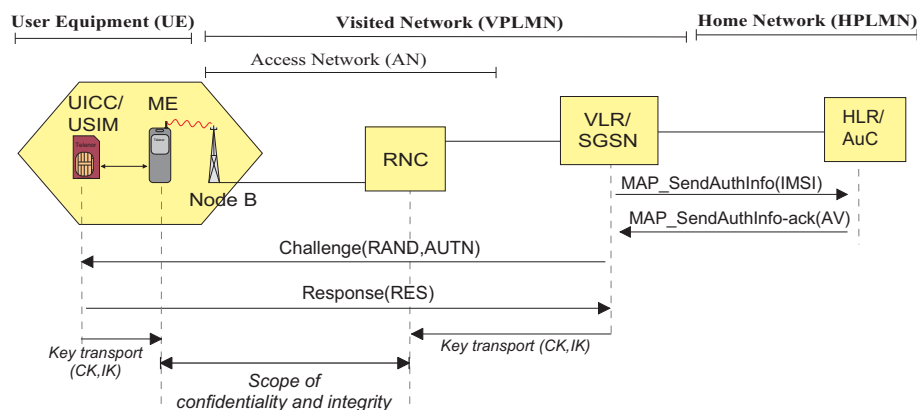 User Equipment (UE)
Visited Network (VPLMN)
Home Network (HPLMN)
Access Network (AN)
UICC/
USIM
ME
Telenor
Node B
RNC
VLR/
SGSN
HLR/
AuC
MAP_SendAuthInfo(IMSI)
MAP_SendAuthInfo-ack(AV)
Challenge(RAND,AUTN)
Response(RES)
Key transport
(CK,IK)
Key transport (CK,IK)
Scope of
confidentiality and integrity